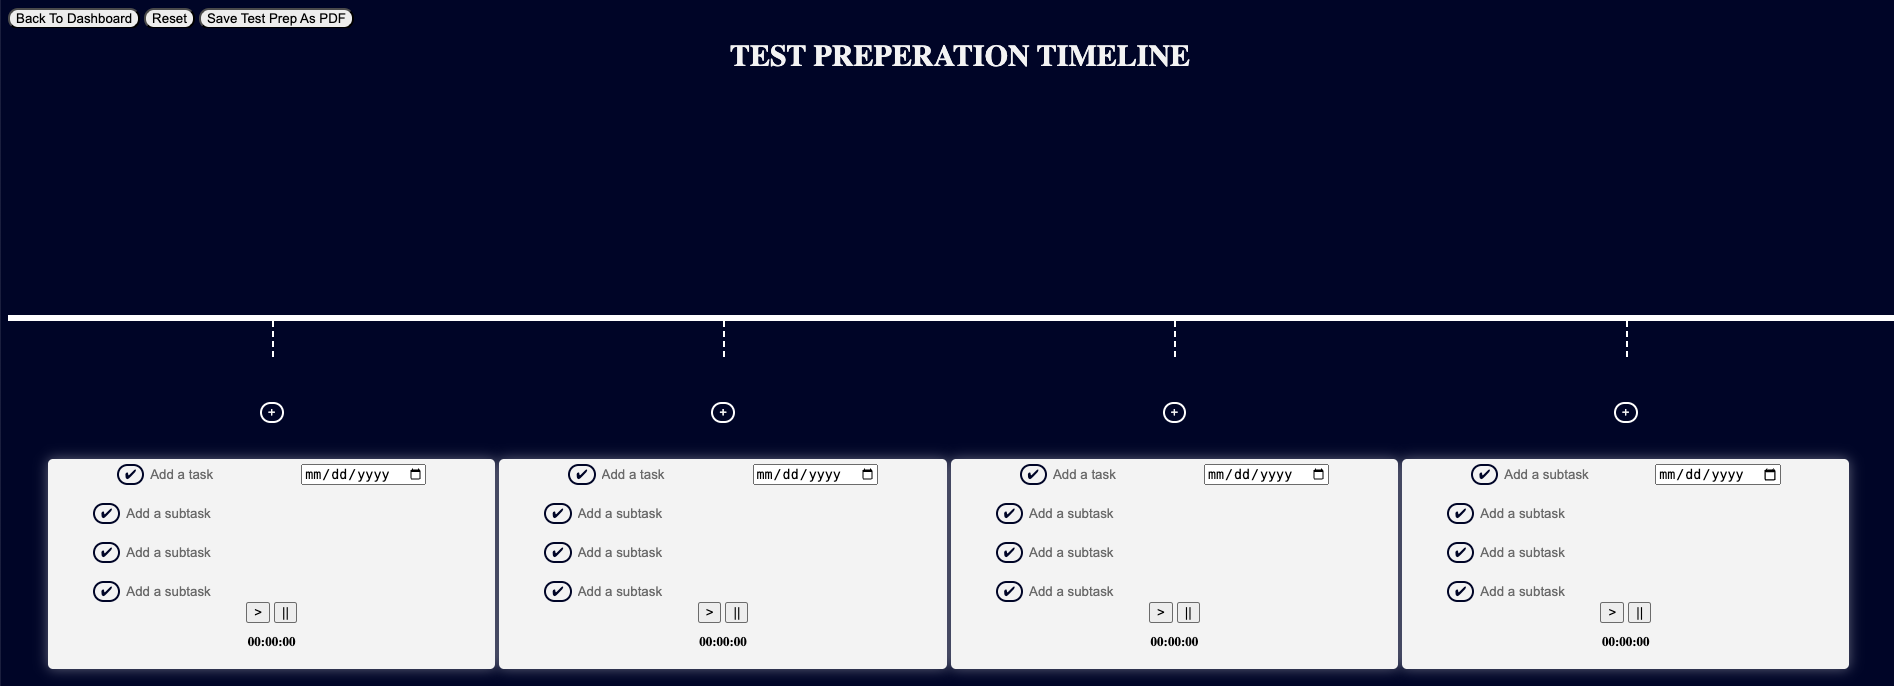 Back To Dashboard Reset Save Test Prep As PDF
TEST PREPERATION TIMELINE
+ + + +
✔ Add a task mm/dd/yyyy ✔ Add a task mm/dd/yyyy ✔ Add a task mm/dd/yyyy ✔ Add a subtask mm/dd/yyyy
✔ Add a subtask ✔ Add a subtask ✔ Add a subtask ✔ Add a subtask
✔ Add a subtask ✔ Add a subtask ✔ Add a subtask ✔ Add a subtask
✔ Add a subtask ✔ Add a subtask ✔ Add a subtask ✔ Add a subtask
> || > || > || > ||
00:00:00 00:00:00 00:00:00 00:00:00